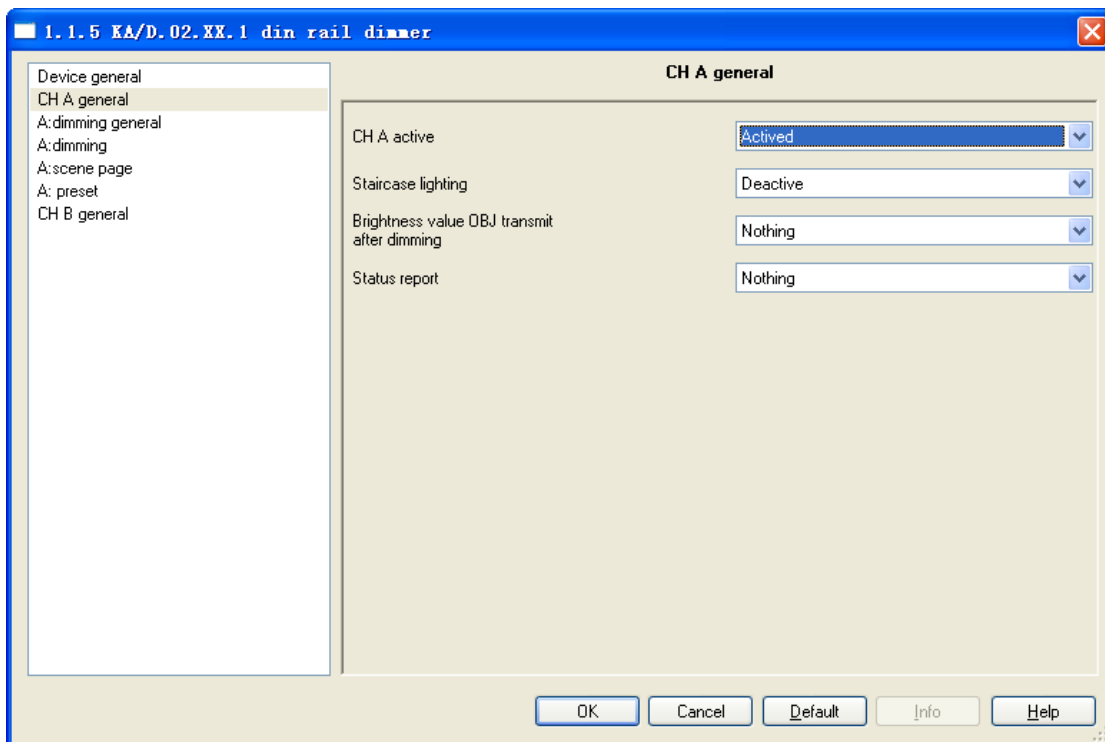 1.1.5 KA/D.02.XX.1 din rail dimmer
Device general
CH A general
A:dimming general
A:dimming
A:scene page
A: preset
CH B general
CH A general
CH A active
Actived
Staircase lighting
Deactive
Brightness value OBJ transmit
after dimming
Nothing
Status report
Nothing
OK
Cancel
Default
Info
Help